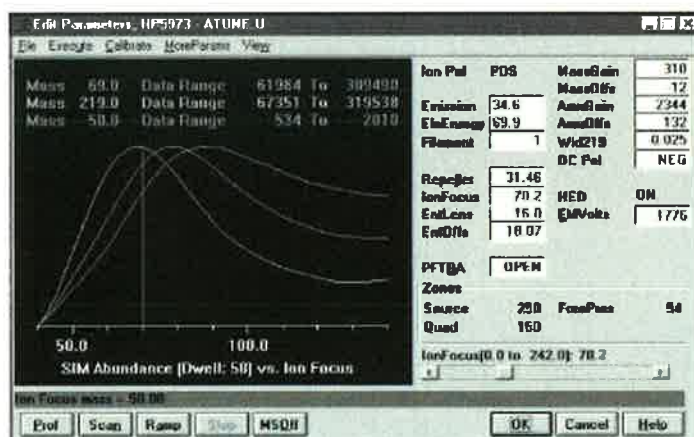 Edit Parameters, HP5973 - ATUNE.U
File Execute Calibrate MoreParams View
Mass 69.0 Data Range 61984 To 309490
Mass 219.0 Data Range 67351 To 319538
Mass 50.0 Data Range 534 To 2010
50.0 100.0
SIM Abundance (Dwell: 50) vs. Ion Focus
Ion Pol POS
Emission 34.6
EleEnergy 69.9
Filament 1
Repeller 31.46
IonFocus 70.2
EntLens 16.0
EntOffs 18.07
PFTBA OPEN
MassGain 310
MassOffs 12
AmuGain 2344
AmuOffs 132
Wid219 0.025
DC Pol NEG
HED ON
EMVolts 1776
Zones
Source 230 ForePres 54
Quad 150
IonFocus(0.0 to 242.0): 70.2
Ion Focus mass = 50.00
Prof Scan Ramp Stop MSOff
OK Cancel Help